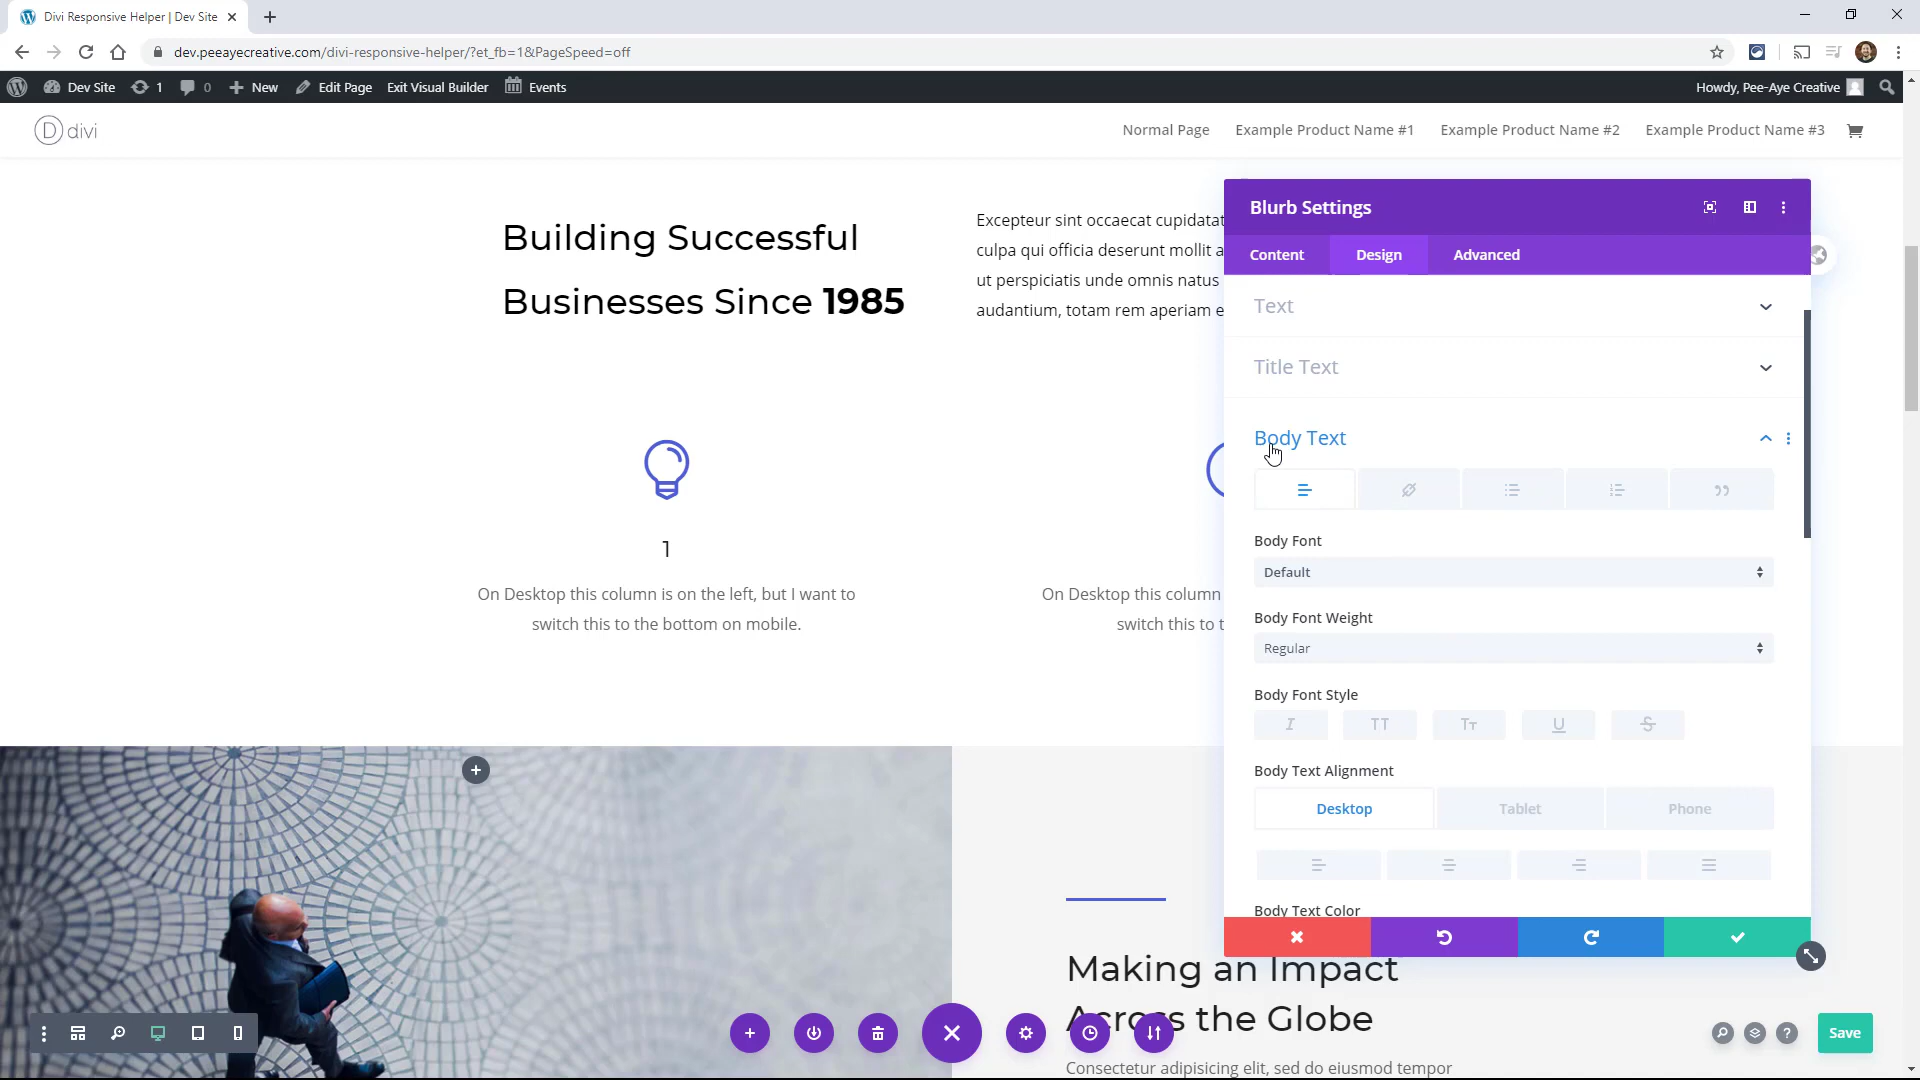 Divi Responsive Helper | Dev Site
dev.peeayecreative.com/divi-responsive-helper/?et_fb=1&PageSpeed=off
Dev Site 1 0 New Edit Page Exit Visual Builder Events Howdy, Pee-Aye Creative
D divi Normal Page Example Product Name #1 Example Product Name #2 Example Product Name #3
Building Successful
Businesses Since 1985
Excepteur sint occaecat cupidatat
culpa qui officia deserunt mollit a
ut perspiciatis unde omnis natus
audantium, totam rem aperiam e
1
On Desktop this column is on the left, but I want to
switch this to the bottom on mobile.
On Desktop this column
switch this to t
Blurb Settings
Content Design Advanced
Text
Title Text
Body Text
Body Font
Default
Body Font Weight
Regular
Body Font Style
I TT Tt U S
Body Text Alignment
Desktop Tablet Phone
Body Text Color
Making an Impact
Across the Globe
Consectetur adipisicing elit, sed do eiusmod tempor
? Save